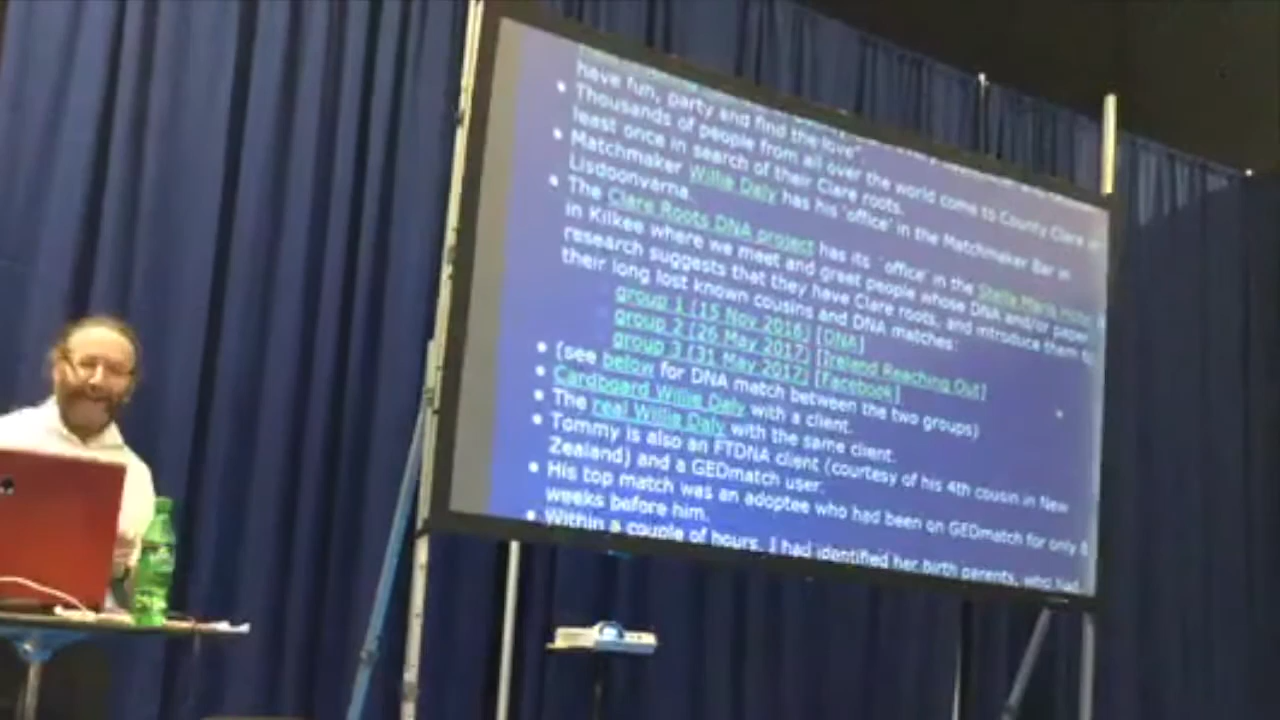 have fun, party and find the love".
Thousands of people from all over the world come to County Clare at
least once in search of their Clare roots.
Matchmaker Willie Daly has his 'office' in the Matchmaker Bar in
Lisdoonvarna.
The Clare Roots DNA project has its 'office' in the Stella Maris Hotel
in Kilkee where we meet and greet people whose DNA and/or paper
research suggests that they have Clare roots, and introduce them to
their long lost known cousins and DNA matches:
group 1 (15 Nov 2016) [DNA]
group 2 (26 May 2017) [Ireland Reaching Out]
group 3 (31 May 2017) [Facebook]
(see below for DNA match between the two groups)
Cardboard Willie Daly with a client.
The real Willie Daly with the same client.
Tommy is also an FTDNA client (courtesy of his 4th cousin in New
Zealand) and a GEDmatch user.
His top match was an adoptee who had been on GEDmatch for only 6
weeks before him.
Within a couple of hours, I had identified her birth parents, who had